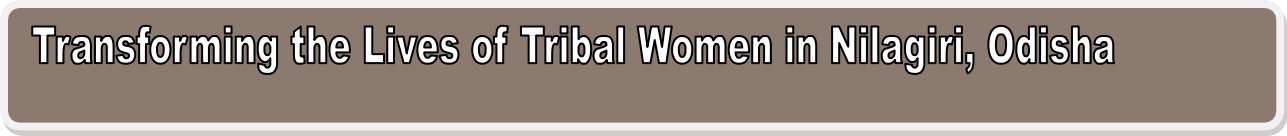 Transforming the Lives of Tribal Women in Nilagiri, Odisha